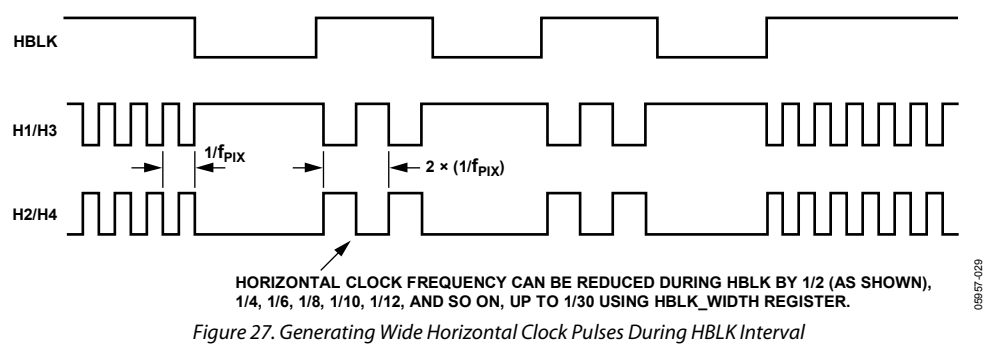 HBLK
H1/H3
1/fPIX
2 × (1/fPIX)
H2/H4
HORIZONTAL CLOCK FREQUENCY CAN BE REDUCED DURING HBLK BY 1/2 (AS SHOWN),
1/4, 1/6, 1/8, 1/10, 1/12, AND SO ON, UP TO 1/30 USING HBLK_WIDTH REGISTER.
05957-029
Figure 27. Generating Wide Horizontal Clock Pulses During HBLK Interval